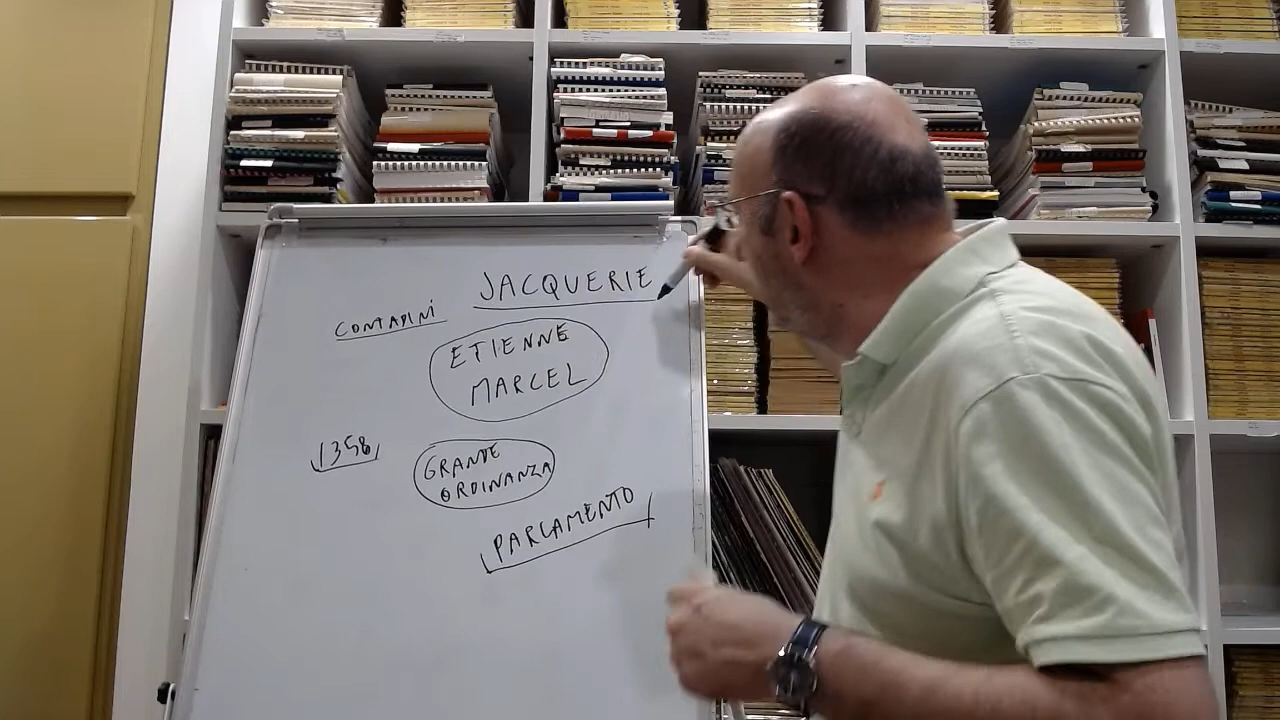 JACQUERIE
CONTADINI
ETIENNE
MARCEL
1358
GRANDE
ORDINANZA
PARLAMENTO